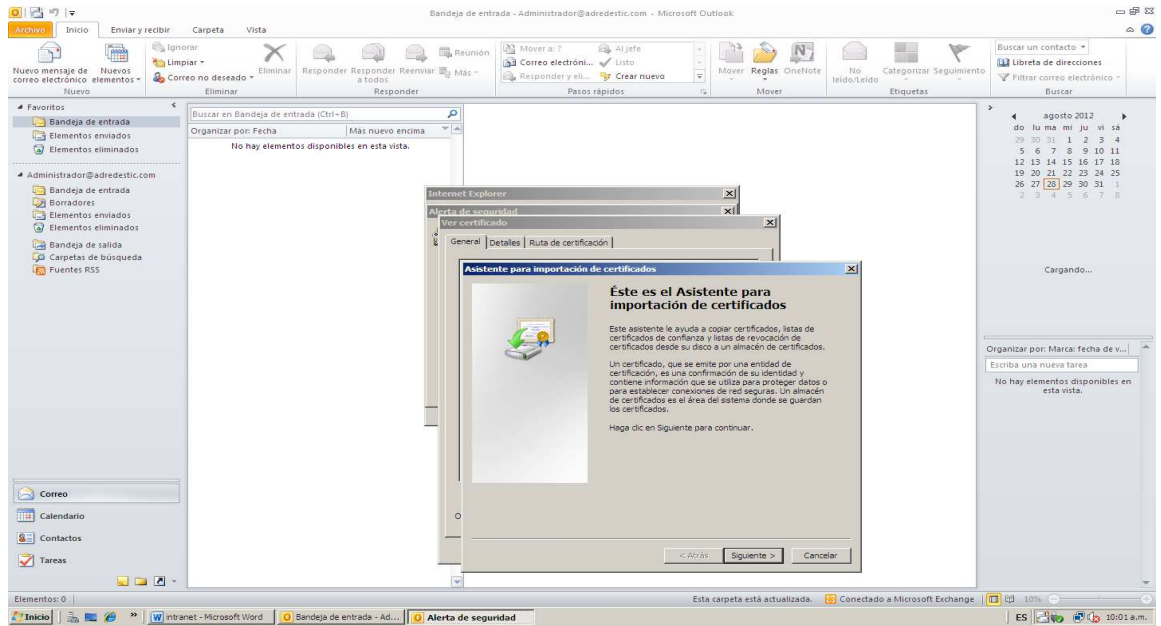 Bandeja de entrada - Administrador@adredestic.com - Microsoft Outlook
Archivo Inicio Enviar y recibir Carpeta Vista
Nuevo mensaje de correo electrónico
Nuevos elementos
Nuevo
Ignorar
Limpiar
Correo no deseado
Eliminar
Eliminar
Responder
Responder a todos
Reenviar
Reunión
Más
Responder
Mover a: ?
Correo electróni...
Responder y eli...
Al jefe
Listo
Crear nuevo
Pasos rápidos
Mover
Reglas
OneNote
Mover
No leído/Leído
Categorizar
Seguimiento
Etiquetas
Buscar un contacto
Libreta de direcciones
Filtrar correo electrónico
Buscar
Favoritos
Bandeja de entrada
Elementos enviados
Elementos eliminados
Administrador@adredestic.com
Bandeja de entrada
Borradores
Elementos enviados
Elementos eliminados
Bandeja de salida
Carpetas de búsqueda
Fuentes RSS
Correo
Calendario
Contactos
Tareas
Buscar en Bandeja de entrada (Ctrl+B)
Organizar por: Fecha Más nuevo encima
No hay elementos disponibles en esta vista.
Internet Explorer
Alerta de seguridad
Ver certificado
General Detalles Ruta de certificación
Asistente para importación de certificados
Éste es el Asistente para
importación de certificados
Este asistente le ayuda a copiar certificados, listas de
certificados de confianza y listas de revocación de
certificados desde su disco a un almacén de certificados.
Un certificado, que se emite por una entidad de
certificación, es una confirmación de su identidad y
contiene información que se utiliza para proteger datos o
para establecer conexiones de red seguras. Un almacén
de certificados es el área del sistema donde se guardan
los certificados.
Haga clic en Siguiente para continuar.
< Atrás Siguiente > Cancelar
agosto 2012
do lu ma mi ju vi sá
29 30 31 1 2 3 4
5 6 7 8 9 10 11
12 13 14 15 16 17 18
19 20 21 22 23 24 25
26 27 28 29 30 31 1
2 3 4 5 6 7 8
Cargando...
Organizar por: Marca: fecha de v...
Escriba una nueva tarea
No hay elementos disponibles en
esta vista.
Elementos: 0
Esta carpeta está actualizada. Conectado a Microsoft Exchange 10%
Inicio intranet - Microsoft Word Bandeja de entrada - Ad... Alerta de seguridad ES 10:01 a.m.